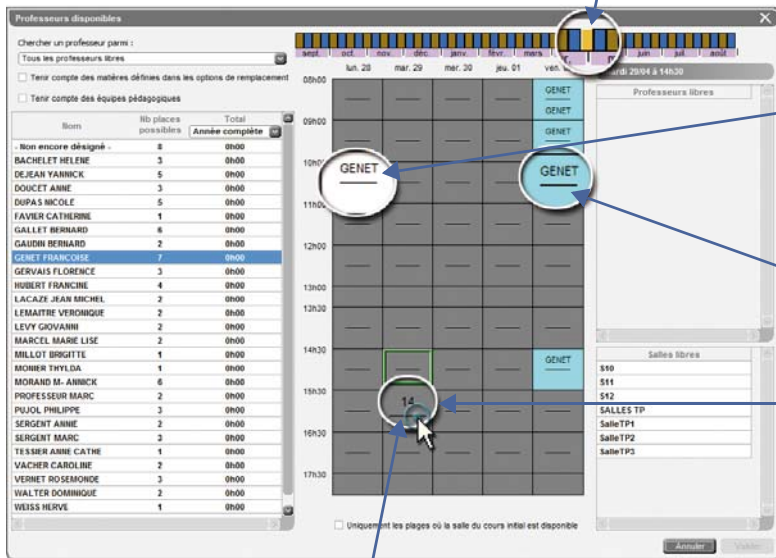 Professeurs disponibles
Chercher un professeur parmi :
Tous les professeurs libres
Tenir compte des matières définies dans les options de remplacement
Tenir compte des équipes pédagogiques
Nom Nb places possibles Total
Année complète
- Non encore désigné - 8 0h00
BACHELET HELENE 3 0h00
DEJEAN YANNICK 5 0h00
DOUCET ANNE 3 0h00
DUPAS NICOLE 5 0h00
FAVIER CATHERINE 1 0h00
GALLET BERNARD 6 0h00
GAUDIN BERNARD 2 0h00
GENET FRANCOISE 7 0h00
GERVAIS FLORENCE 3 0h00
HUBERT FRANCINE 4 0h00
LACAZE JEAN MICHEL 2 0h00
LEMAITRE VERONIQUE 2 0h00
LEVY GIOVANNI 2 0h00
MARCEL MARIE LISE 2 0h00
MILLOT BRIGITTE 1 0h00
MONIER THYLDA 1 0h00
MORAND M- ANNICK 6 0h00
PROFESSEUR MARC 2 0h00
PUJOL PHILIPPE 3 0h00
SERGENT ANNIE 2 0h00
SERGENT MARC 3 0h00
TESSIER ANNE CATHE 1 0h00
VACHER CAROLINE 2 0h00
VERNET ROSEMONDE 3 0h00
WALTER DOMINIQUE 2 0h00
WEISS HERVE 1 0h00
sept. oct. nov. déc. janv. févr. mars juin juil. août
lun. 28 mar. 29 mer. 30 jeu. 01 ven.
08h00
GENET
GENET
09h00
GENET
10h00
GENET
GENET
11h00
12h00
13h00
13h30
14h30
GENET
15h30
14
16h30
17h30
Uniquement les plages où la salle du cours initial est disponible
mardi 29/04 à 14h30
Professeurs libres
Salles libres
S10
S11
S12
SALLES TP
SalleTP1
SalleTP2
SalleTP3
Annuler Valider